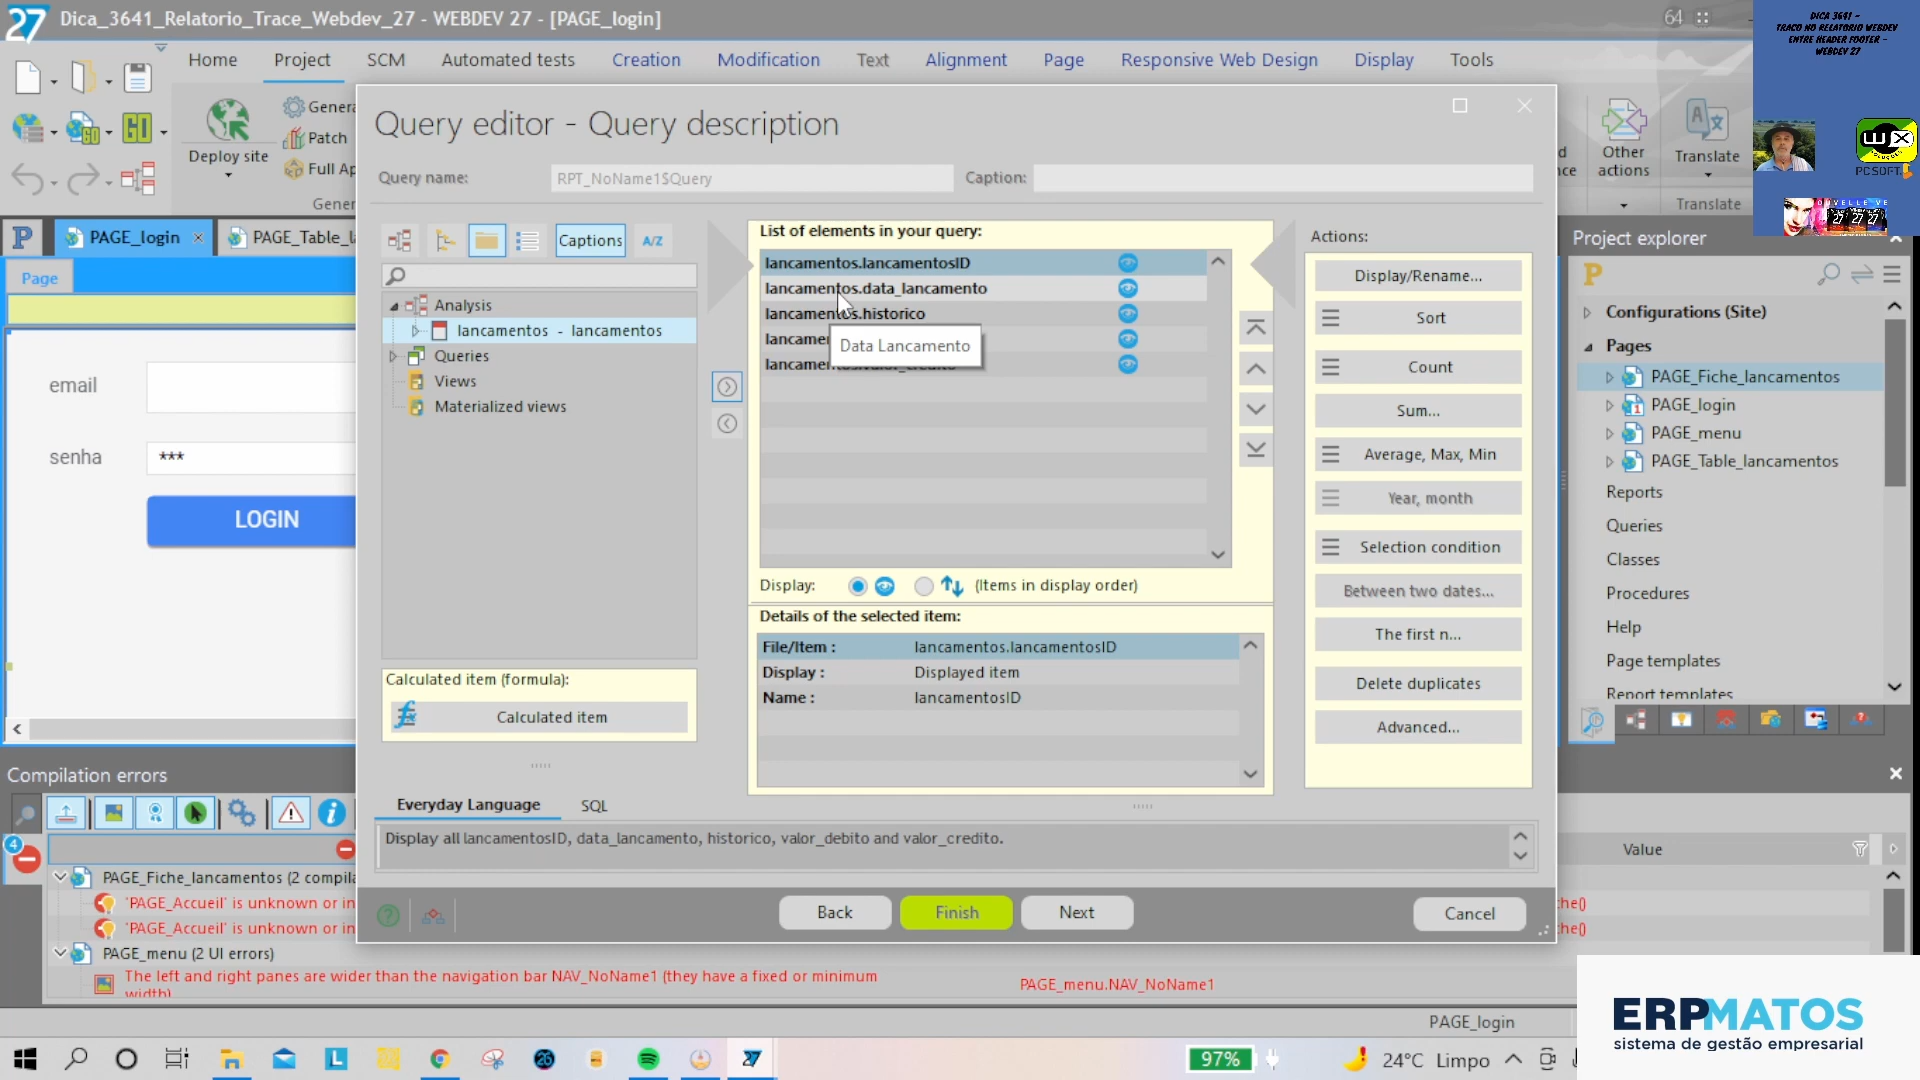 27 Dica_3641_Relatorio_Trace_Webdev_27 - WEBDEV 27 - [PAGE_login]
64
DICA 3641 -
TRACO NO RELATORIO WEBDEV
ENTRE HEADER FOOTER -
WEBDEV 27
Home Project SCM Automated tests Creation Modification Text Alignment Page Responsive Web Design Display Tools
WX
PCSOFT
27 27 27
Deploy site
Patch
Full Ap
Other
actions
Translate
Translate
PAGE_login
Page
email
senha ***
LOGIN
Query editor - Query description
Query name: RPT_NoName1$Query Caption:
Captions A/Z
Analysis
lancamentos - lancamentos
Queries
Views
Materialized views
Calculated item (formula):
Calculated item
List of elements in your query:
lancamentos.lancamentosID
lancamentos.data_lancamento
lancamentos.historico
Data Lancamento
Display: (Items in display order)
Details of the selected item:
File/Item : lancamentos.lancamentosID
Display : Displayed item
Name : lancamentosID
Actions:
Display/Rename...
Sort
Count
Sum...
Average, Max, Min
Year, month
Selection condition
Between two dates...
The first n...
Delete duplicates
Advanced...
Everyday Language SQL
Display all lancamentosID, data_lancamento, historico, valor_debito and valor_credito.
Back Finish Next Cancel
Project explorer
Configurations (Site)
Pages
PAGE_Fiche_lancamentos
PAGE_login
PAGE_menu
PAGE_Table_lancamentos
Reports
Queries
Classes
Procedures
Help
Page templates
Report templates
Compilation errors
4
Value
PAGE_Fiche_lancamentos (2 compila
'PAGE_Accueil' is unknown or in
'PAGE_Accueil' is unknown or in
che()
che()
PAGE_menu (2 UI errors)
The left and right panes are wider than the navigation bar NAV_NoName1 (they have a fixed or minimum
width)
PAGE_menu.NAV_NoName1
PAGE_login
ERPMATOS
sistema de gestão empresarial
97% 24°C Limpo